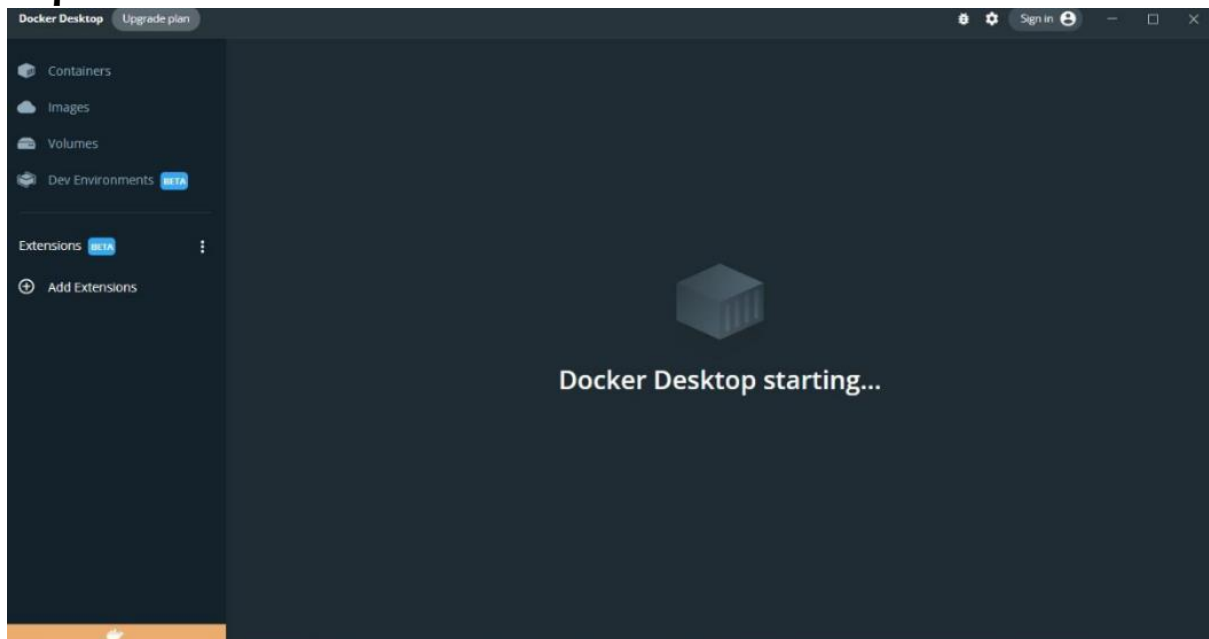 Docker Desktop Upgrade plan Sign in
Containers
Images
Volumes
Dev Environments BETA
Extensions BETA
Add Extensions
Docker Desktop starting...